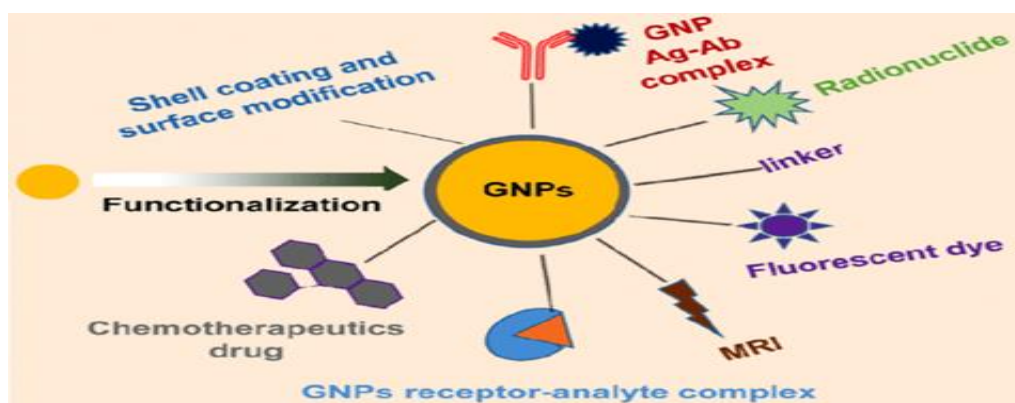 Shell coating and
surface modification
GNP
Ag-Ab
complex
Radionuclide
linker
GNPs
Functionalization
Fluorescent dye
Chemotherapeutics
drug
MRI
GNPs receptor-analyte complex